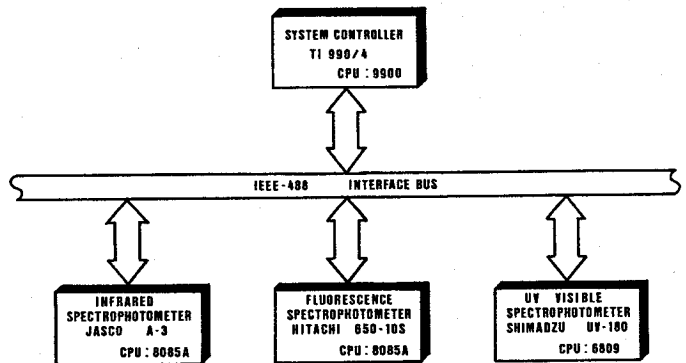 SYSTEM CONTROLLER
TI 990/4
CPU : 9900
IEEE-488 INTERFACE BUS
INFRARED
SPECTROPHOTOMETER
JASCO A-3
CPU : 8085A
FLUORESCENCE
SPECTROPHOTOMETER
HITACHI 650-10S
CPU : 8085A
UV VISIBLE
SPECTROPHOTOMETER
SHIMADZU UV-180
CPU : 6809